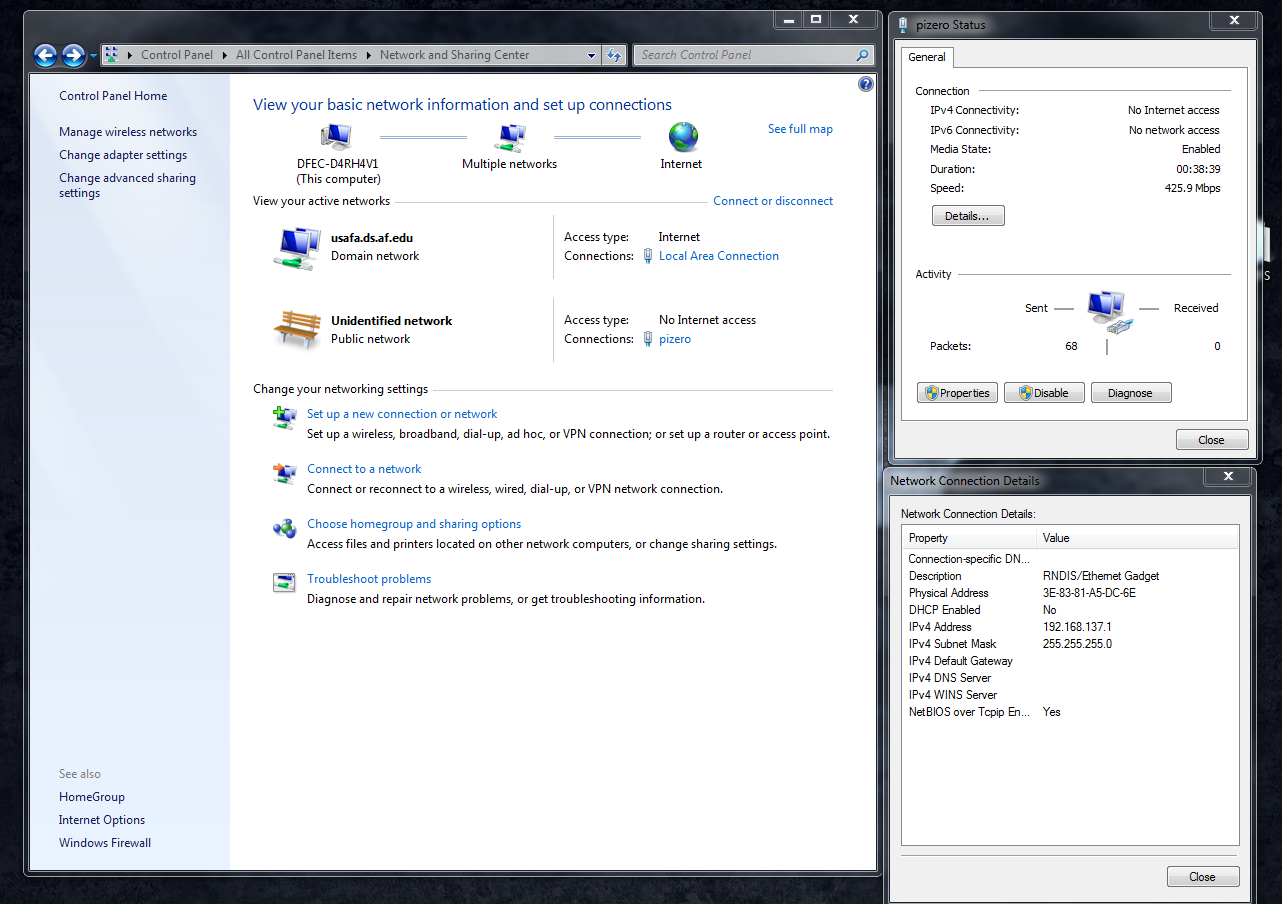 Control Panel
All Control Panel Items
Network and Sharing Center
Search Control Panel
Control Panel Home
Manage wireless networks
Change adapter settings
Change advanced sharing
settings
See also
HomeGroup
Internet Options
Windows Firewall
View your basic network information and set up connections
See full map
DFEC-D4RH4V1
(This computer)
Multiple networks
Internet
View your active networks
Connect or disconnect
usafa.ds.af.edu
Domain network
Access type: Internet
Connections: Local Area Connection
Unidentified network
Public network
Access type: No Internet access
Connections: pizero
Change your networking settings
Set up a new connection or network
Set up a wireless, broadband, dial-up, ad hoc, or VPN connection; or set up a router or access point.
Connect to a network
Connect or reconnect to a wireless, wired, dial-up, or VPN network connection.
Choose homegroup and sharing options
Access files and printers located on other network computers, or change sharing settings.
Troubleshoot problems
Diagnose and repair network problems, or get troubleshooting information.
pizero Status
General
Connection
IPv4 Connectivity: No Internet access
IPv6 Connectivity: No network access
Media State: Enabled
Duration: 00:38:39
Speed: 425.9 Mbps
Details...
Activity
Sent Received
Packets: 68 0
Properties Disable Diagnose
Close
S
Network Connection Details
Network Connection Details:
Property Value
Connection-specific DN...
Description RNDIS/Ethernet Gadget
Physical Address 3E-83-81-A5-DC-6E
DHCP Enabled No
IPv4 Address 192.168.137.1
IPv4 Subnet Mask 255.255.255.0
IPv4 Default Gateway
IPv4 DNS Server
IPv4 WINS Server
NetBIOS over Tcpip En... Yes
Close